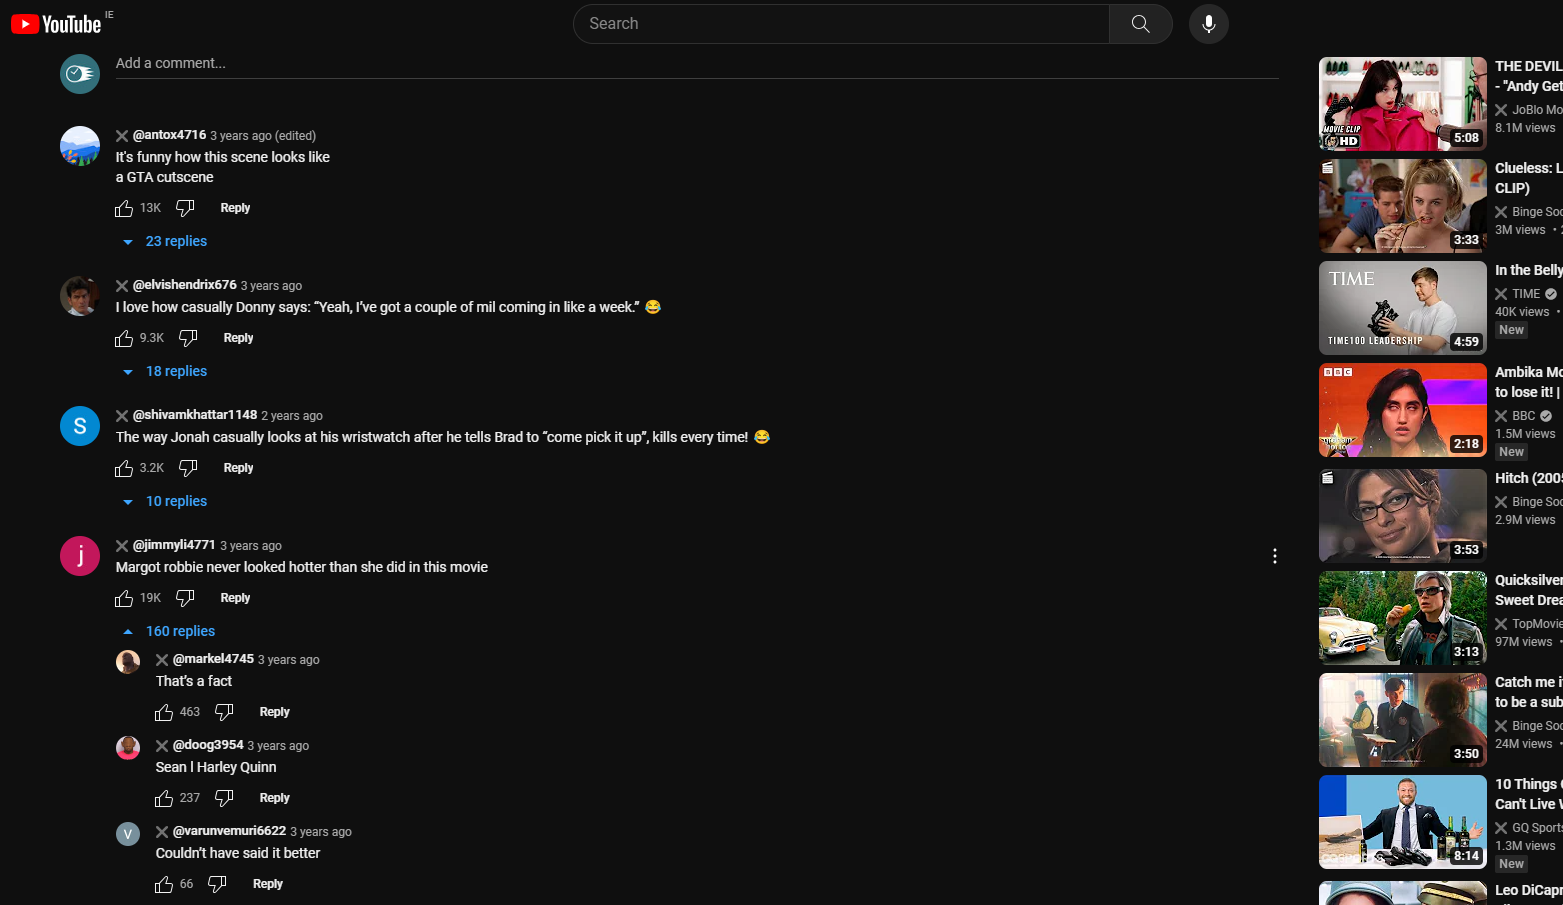 YouTube IE
Search
Add a comment...
@antox4716 3 years ago (edited)
It's funny how this scene looks like
a GTA cutscene
13K Reply
23 replies
@elvishendrix676 3 years ago
I love how casually Donny says: “Yeah, I’ve got a couple of mil coming in like a week.” 😂
9.3K Reply
18 replies
S
@shivamkhattar1148 2 years ago
The way Jonah casually looks at his wristwatch after he tells Brad to “come pick it up”, kills every time! 😂
3.2K Reply
10 replies
j
@jimmyli4771 3 years ago
Margot robbie never looked hotter than she did in this movie
19K Reply
160 replies
@markel4745 3 years ago
That’s a fact
463 Reply
@doog3954 3 years ago
Sean l Harley Quinn
237 Reply
V
@varunvemuri6622 3 years ago
Couldn’t have said it better
66 Reply
MOVIE CLIP
HD
5:08
THE DEVIL
- "Andy Get
JoBlo Mo
8.1M views
3:33
Clueless: L
CLIP)
Binge Soc
3M views •
TIME
TIME100 LEADERSHIP
4:59
In the Belly
TIME
40K views •
New
BBC
2:18
Ambika Mo
to lose it! |
BBC
1.5M views
New
3:53
Hitch (2005
Binge Soc
2.9M views
3:13
Quicksilver
Sweet Drea
TopMovie
97M views •
3:50
Catch me i
to be a sub
Binge Soc
24M views •
8:14
10 Things
Can't Live
GQ Sports
1.3M views
New
Leo DiCapr